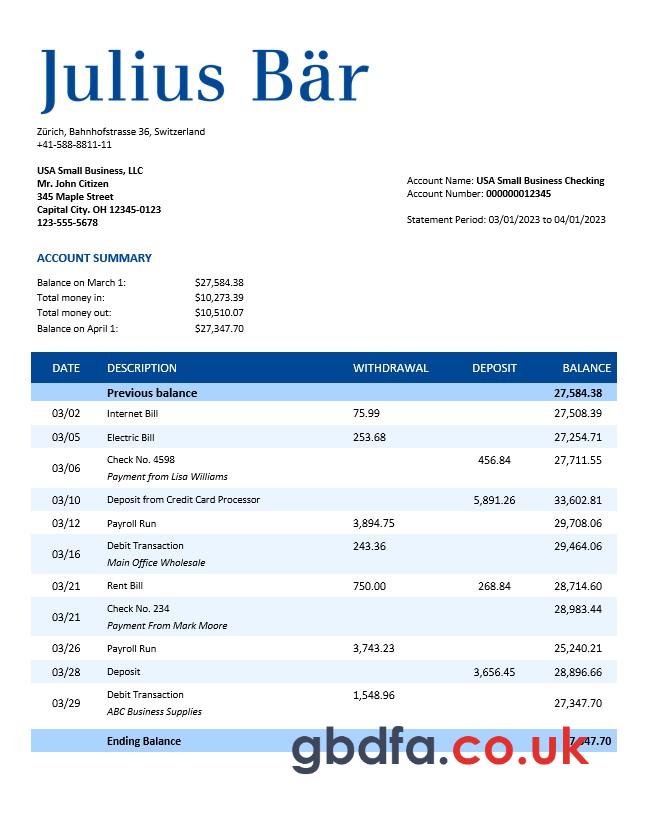 Julius Bär
Zürich, Bahnhofstrasse 36, Switzerland
+41-588-8811-11
USA Small Business, LLC
Mr. John Citizen
345 Maple Street
Capital City. OH 12345-0123
123-555-5678
Account Name: USA Small Business Checking
Account Number: 000000012345
Statement Period: 03/01/2023 to 04/01/2023
ACCOUNT SUMMARY
Balance on March 1: $27,584.38
Total money in: $10,273.39
Total money out: $10,510.07
Balance on April 1: $27,347.70
DATE DESCRIPTION WITHDRAWAL DEPOSIT BALANCE
Previous balance 27,584.38
03/02 Internet Bill 75.99 27,508.39
03/05 Electric Bill 253.68 27,254.71
03/06 Check No. 4598 456.84 27,711.55
Payment from Lisa Williams
03/10 Deposit from Credit Card Processor 5,891.26 33,602.81
03/12 Payroll Run 3,894.75 29,708.06
03/16 Debit Transaction 243.36 29,464.06
Main Office Wholesale
03/21 Rent Bill 750.00 268.84 28,714.60
03/21 Check No. 234 28,983.44
Payment From Mark Moore
03/26 Payroll Run 3,743.23 25,240.21
03/28 Deposit 3,656.45 28,896.66
03/29 Debit Transaction 1,548.96 27,347.70
ABC Business Supplies
Ending Balance
gbdfa.co.uk